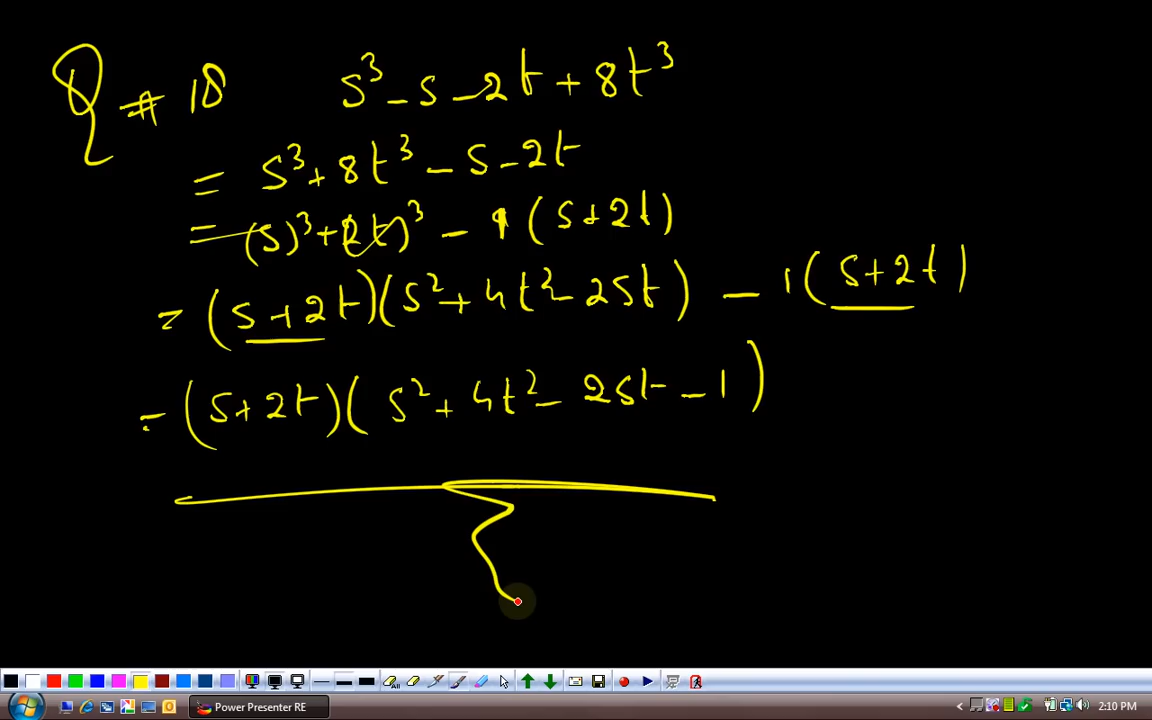 Q # 18 s³ - s - 2t + 8t³
= s³ + 8t³ - s - 2t
= (s)³ + (2t)³ - 1(s+2t)
= (s+2t)(s² + 4t² - 2st) - 1(s+2t)
= (s+2t)(s² + 4t² - 2st - 1)
Power Presenter RE
2:10 PM